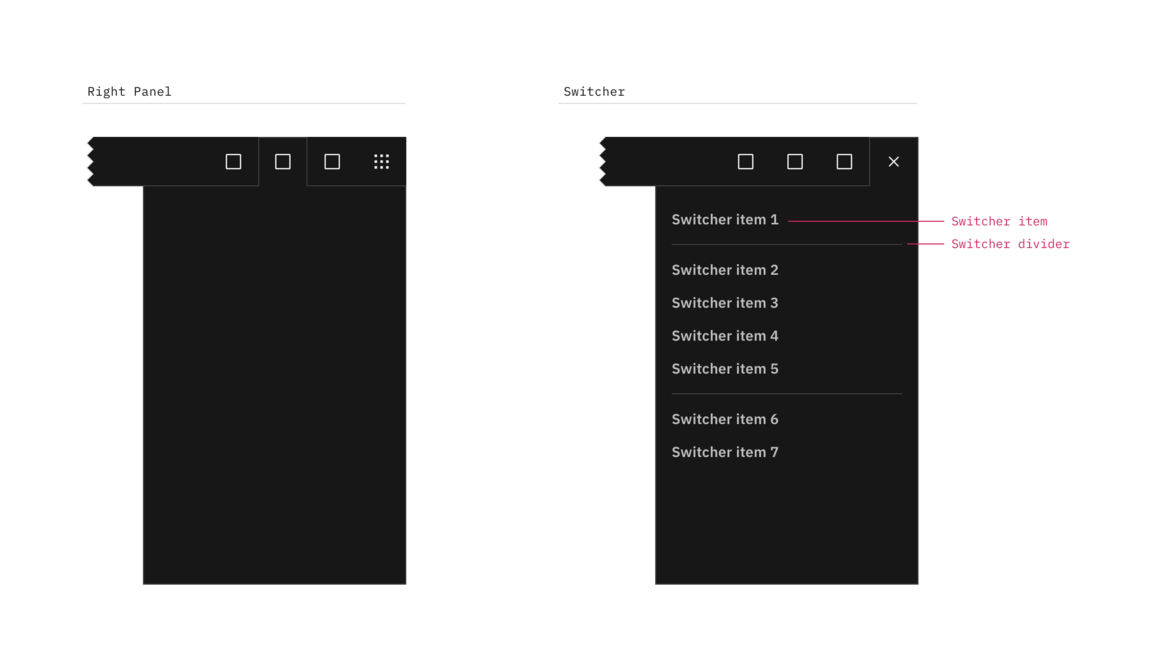 Right Panel
Switcher
Switcher item 1
Switcher item
Switcher divider
Switcher item 2
Switcher item 3
Switcher item 4
Switcher item 5
Switcher item 6
Switcher item 7